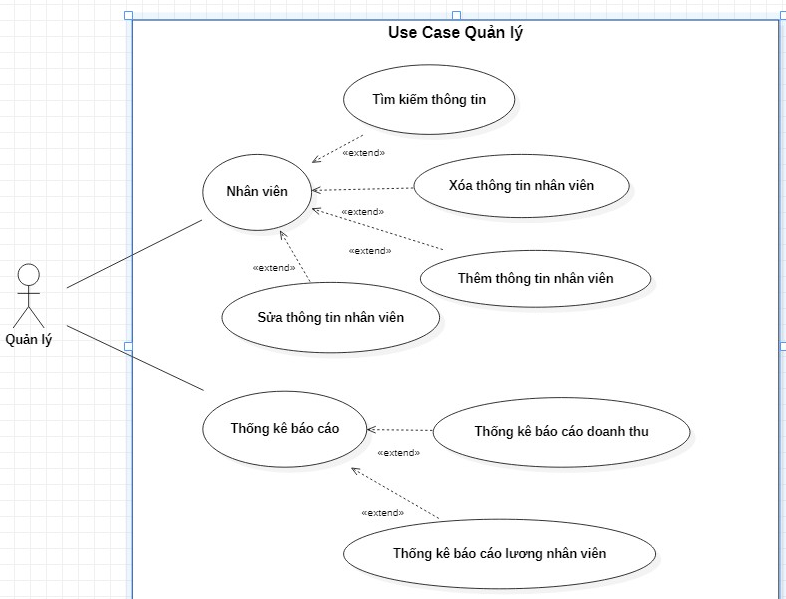 Use Case Quản lý
Tìm kiếm thông tin
«extend»
Nhân viên
Xóa thông tin nhân viên
«extend»
«extend»
Thêm thông tin nhân viên
«extend»
Sửa thông tin nhân viên
Quản lý
Thống kê báo cáo
Thống kê báo cáo doanh thu
«extend»
«extend»
Thống kê báo cáo lương nhân viên